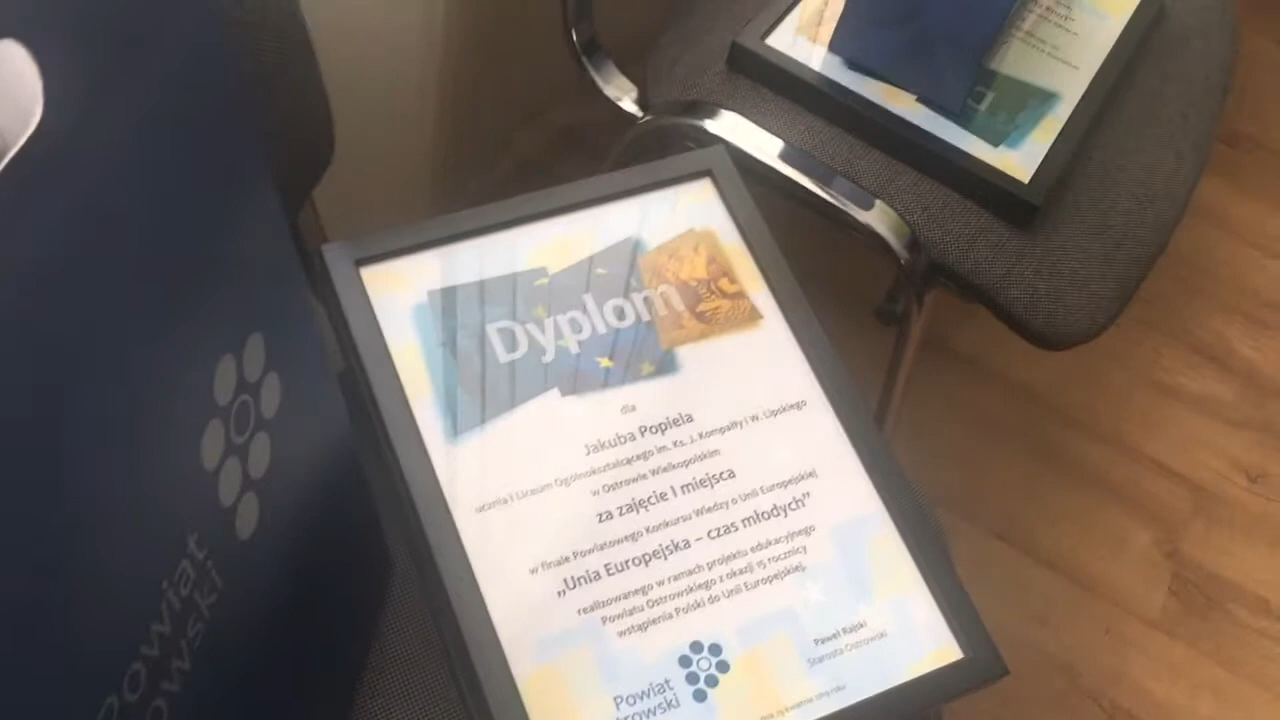 Dyplom
dla
Jakuba Popiela
ucznia I Liceum Ogólnokształcącego im. Ks. J. Kompałły i W. Lipskiego
w Ostrowie Wielkopolskim
za zajęcie I miejsca
w finale Powiatowego Konkursu Wiedzy o Unii Europejskiej
„Unia Europejska – czas młodych”
realizowanego w ramach projektu edukacyjnego
Powiatu Ostrowskiego z okazji 15 rocznicy
wstąpienia Polski do Unii Europejskiej.
Paweł Rajski
Starosta Ostrowski
Powiat
trowski
Powiat
owski